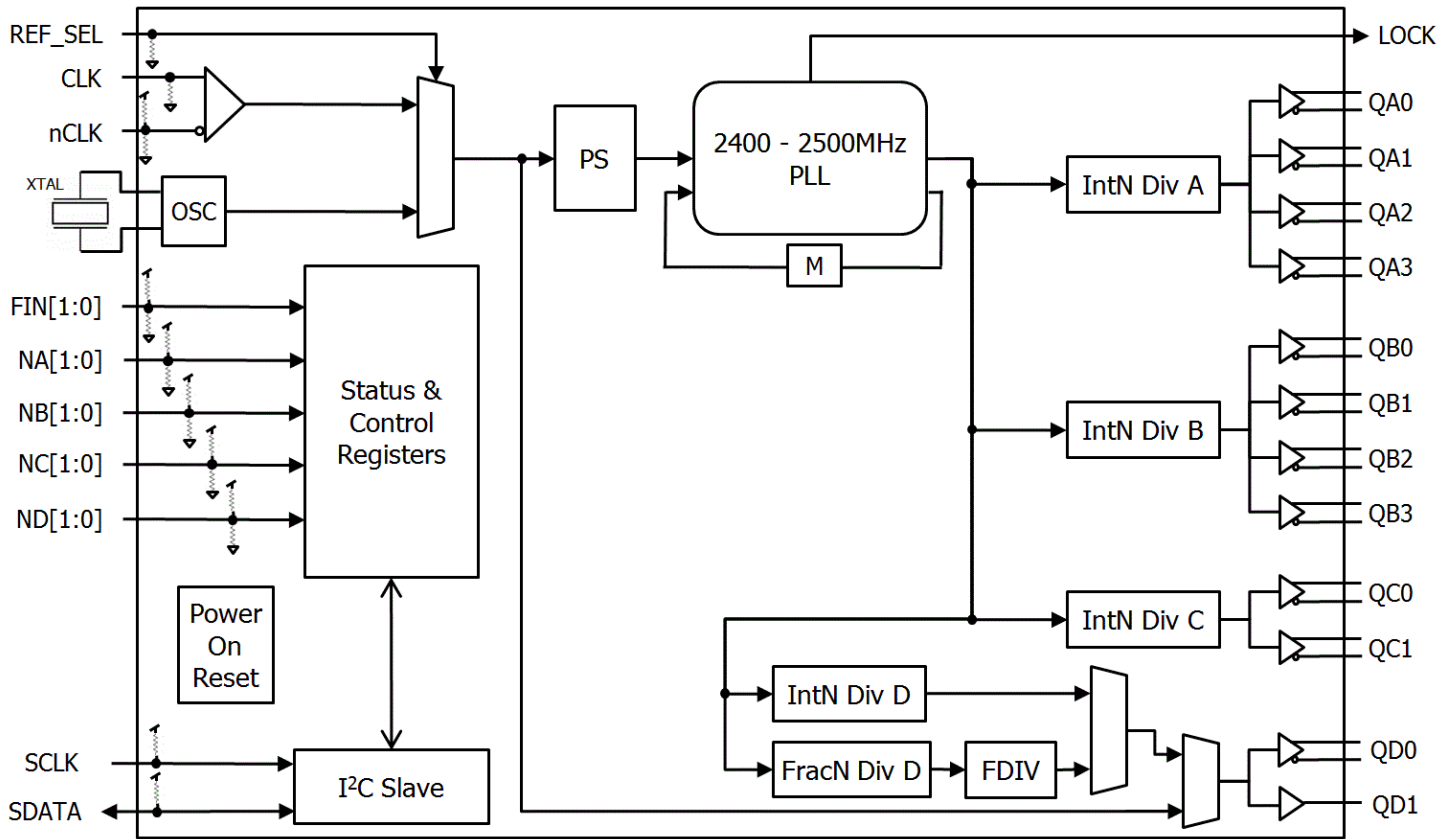 REF_SEL
CLK
nCLK
XTAL
OSC
FIN[1:0]
NA[1:0]
NB[1:0]
NC[1:0]
ND[1:0]
Status &
Control
Registers
Power
On
Reset
SCLK
SDATA
I²C Slave
PS
2400 - 2500MHz
PLL
M
LOCK
IntN Div A
QA0
QA1
QA2
QA3
IntN Div B
QB0
QB1
QB2
QB3
IntN Div C
QC0
QC1
IntN Div D
FracN Div D
FDIV
QD0
QD1